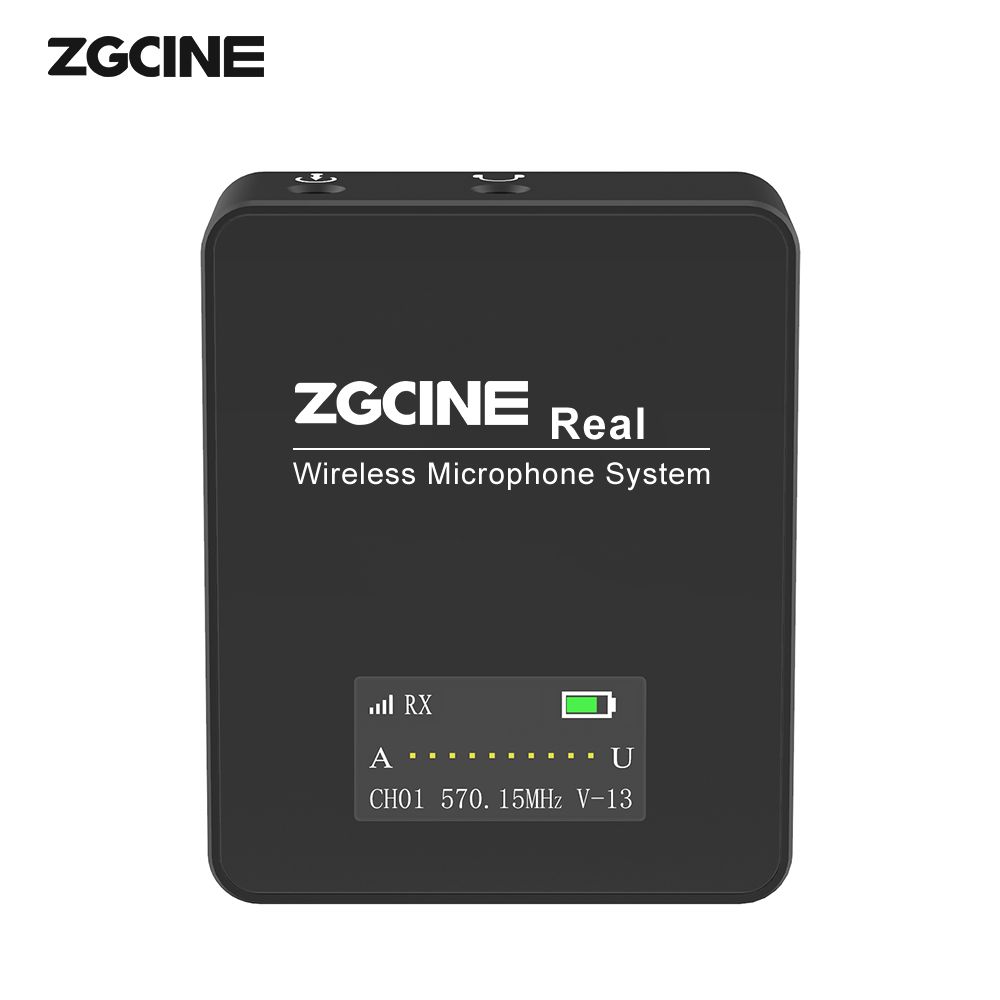 ZGCINE
ZGCINE Real
Wireless Microphone System
RX
A U
CH01 570.15MHz V-13